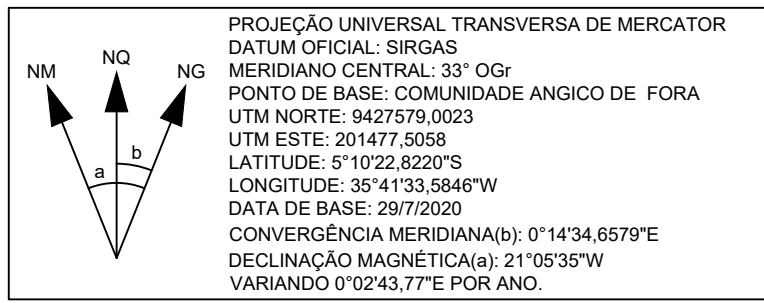 NM
NQ
NG
a
b
PROJEÇÃO UNIVERSAL TRANSVERSA DE MERCATOR
DATUM OFICIAL: SIRGAS
MERIDIANO CENTRAL: 33° OGr
PONTO DE BASE: COMUNIDADE ANGICO DE FORA
UTM NORTE: 9427579,0023
UTM ESTE: 201477,5058
LATITUDE: 5°10'22,8220"S
LONGITUDE: 35°41'33,5846"W
DATA DE BASE: 29/7/2020
CONVERGÊNCIA MERIDIANA(b): 0°14'34,6579"E
DECLINAÇÃO MAGNÉTICA(a): 21°05'35"W
VARIANDO 0°02'43,77"E POR ANO.